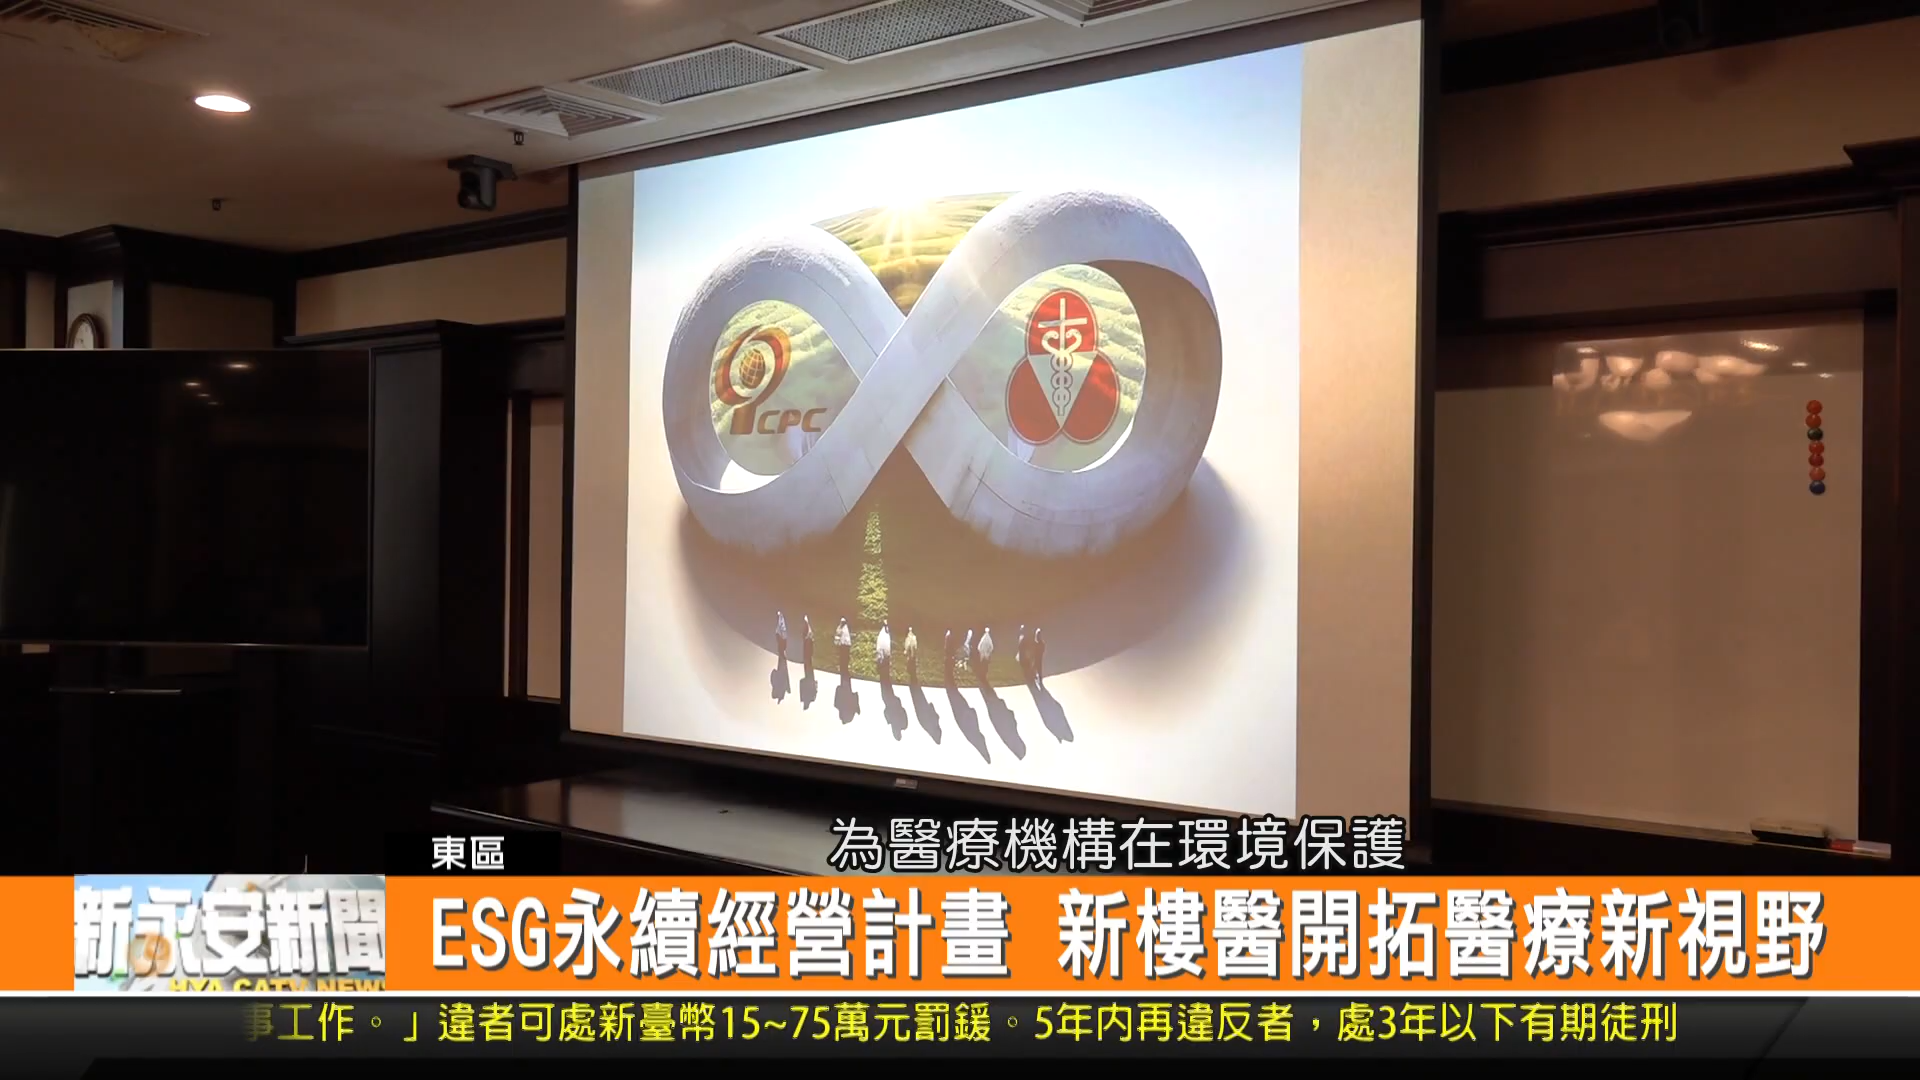 CPC
為醫療機構在環境保護
東區
ESG永續經營計畫 新樓醫開拓醫療新視野
新永安新聞
HYA CATV NEWS
事工作。」違者可處新臺幣15~75萬元罰鍰。5年內再違反者，處3年以下有期徒刑